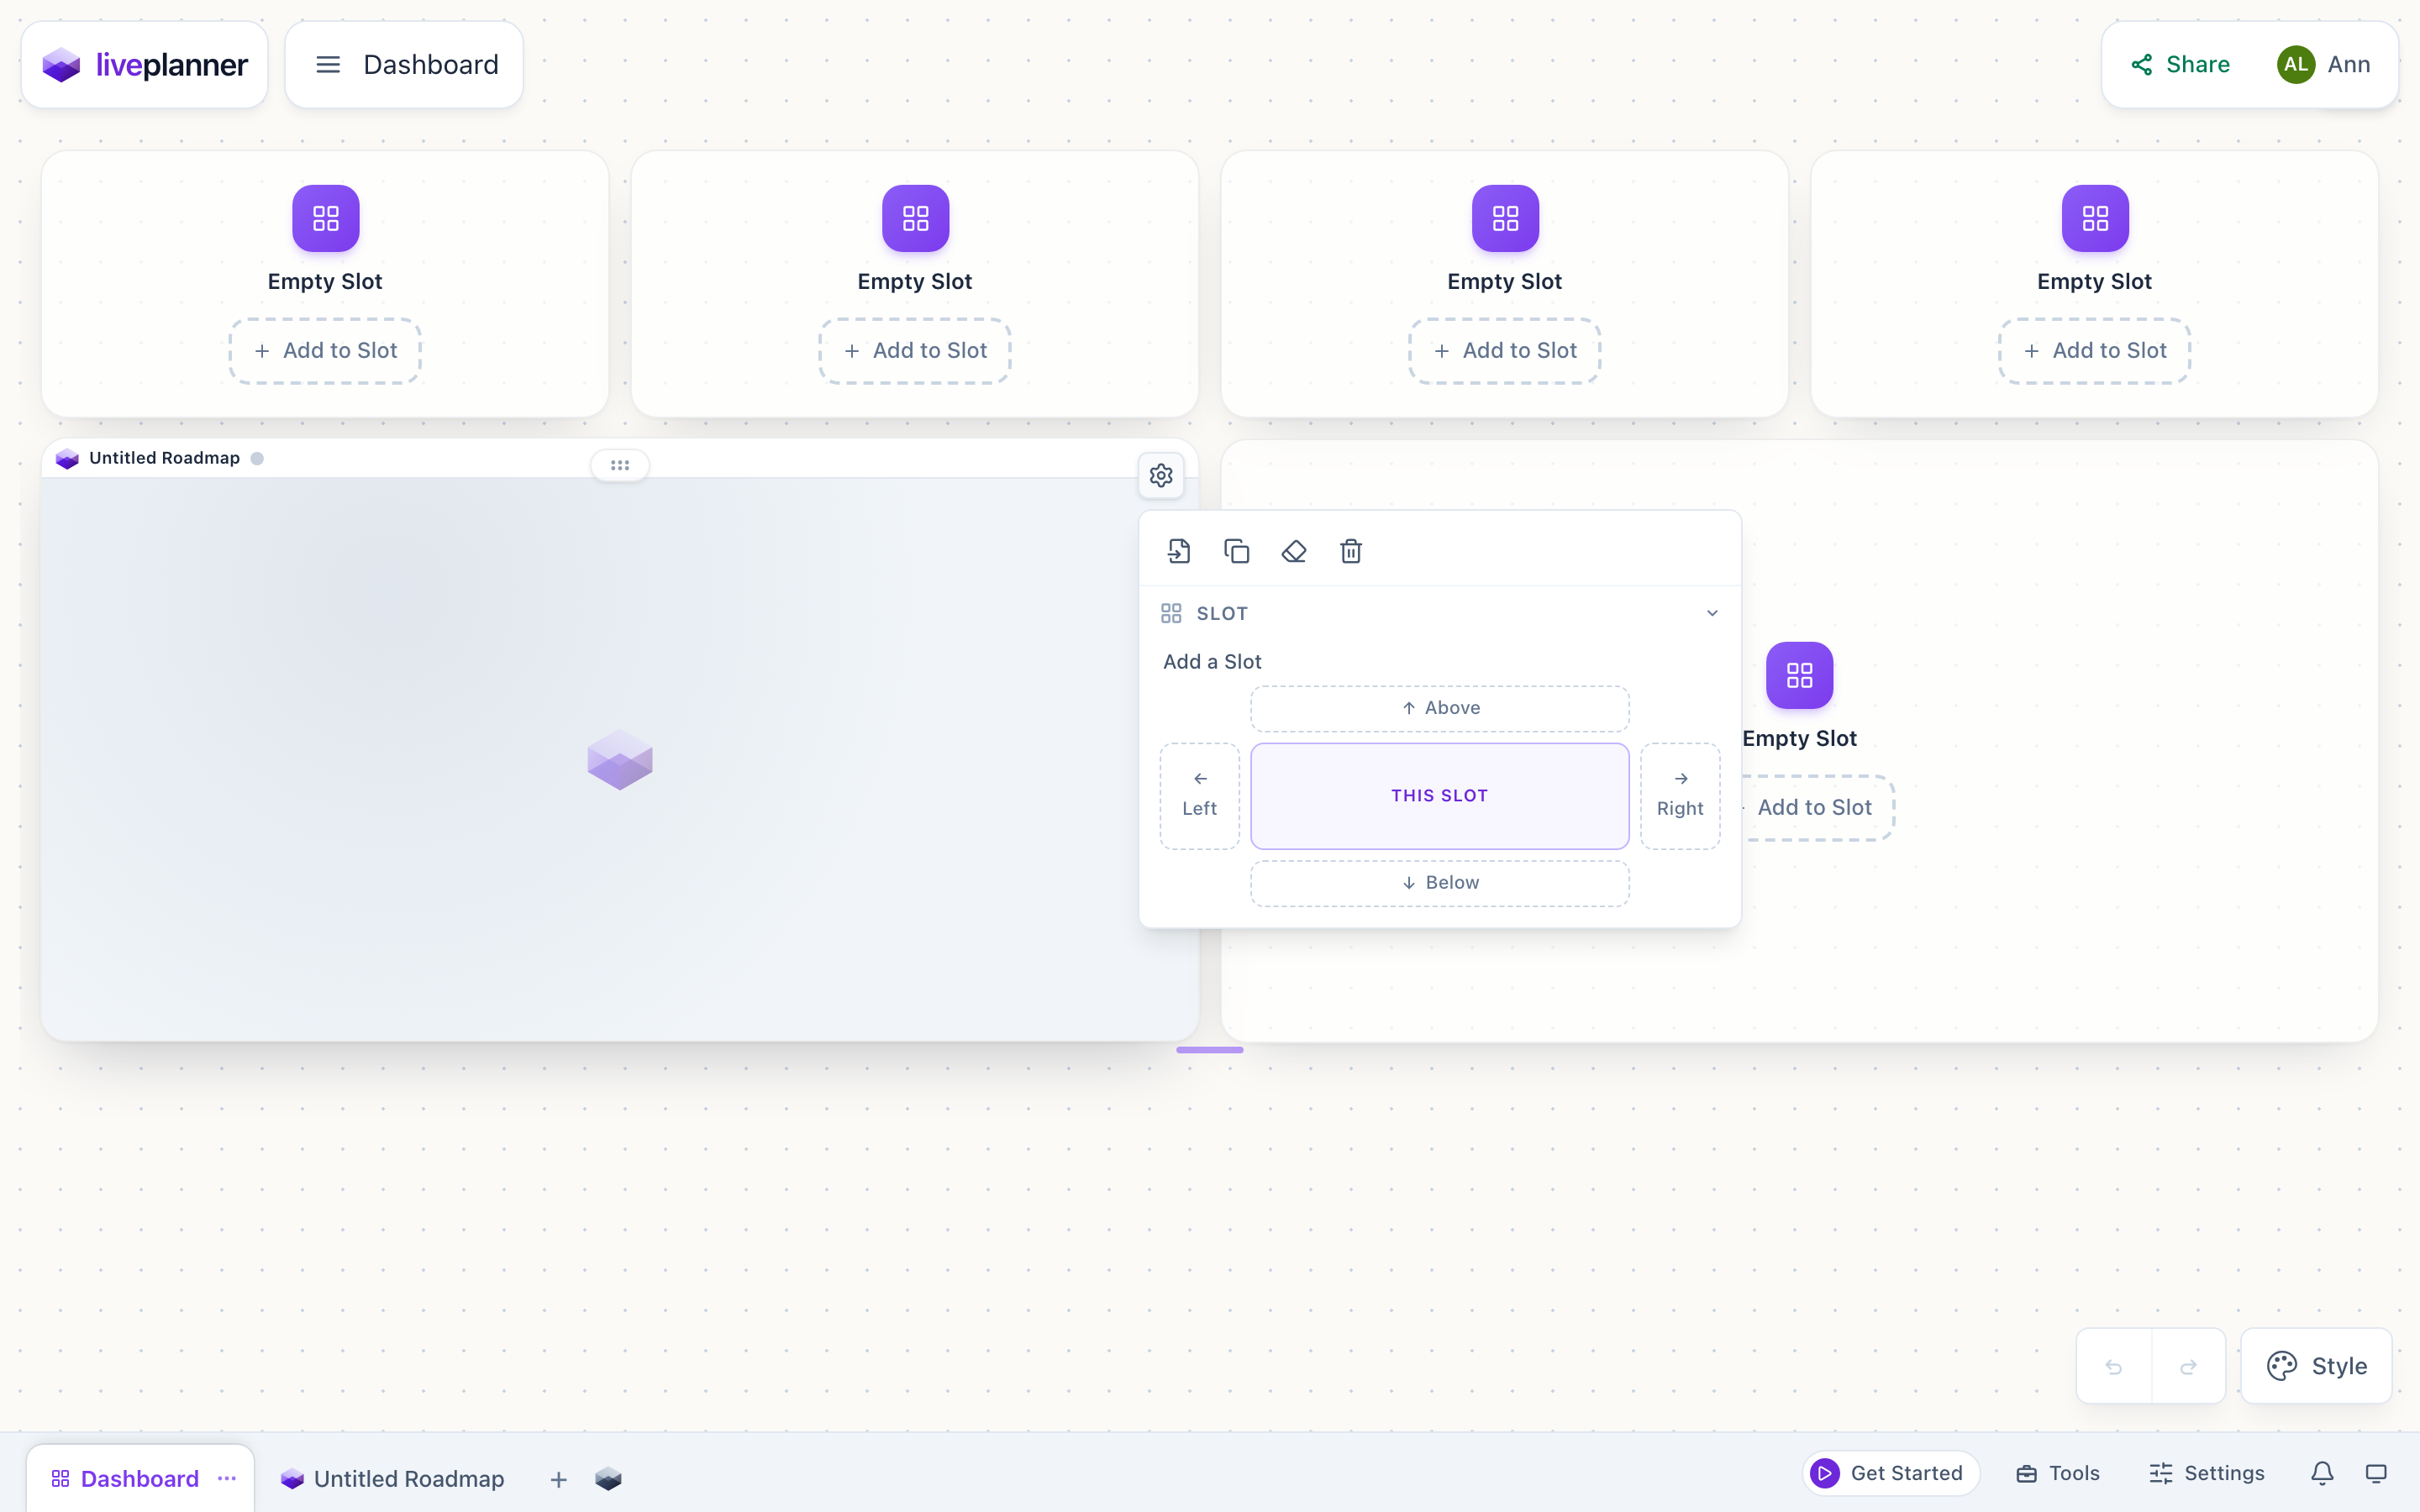 liveplanner
Dashboard
Share
AL
Ann
Empty Slot
Add to Slot
Empty Slot
Add to Slot
Empty Slot
Add to Slot
Empty Slot
Add to Slot
Untitled Roadmap
SLOT
Add a Slot
Above
Left
THIS SLOT
Right
Below
Empty Slot
Add to Slot
Style
Dashboard
Untitled Roadmap
Get Started
Tools
Settings